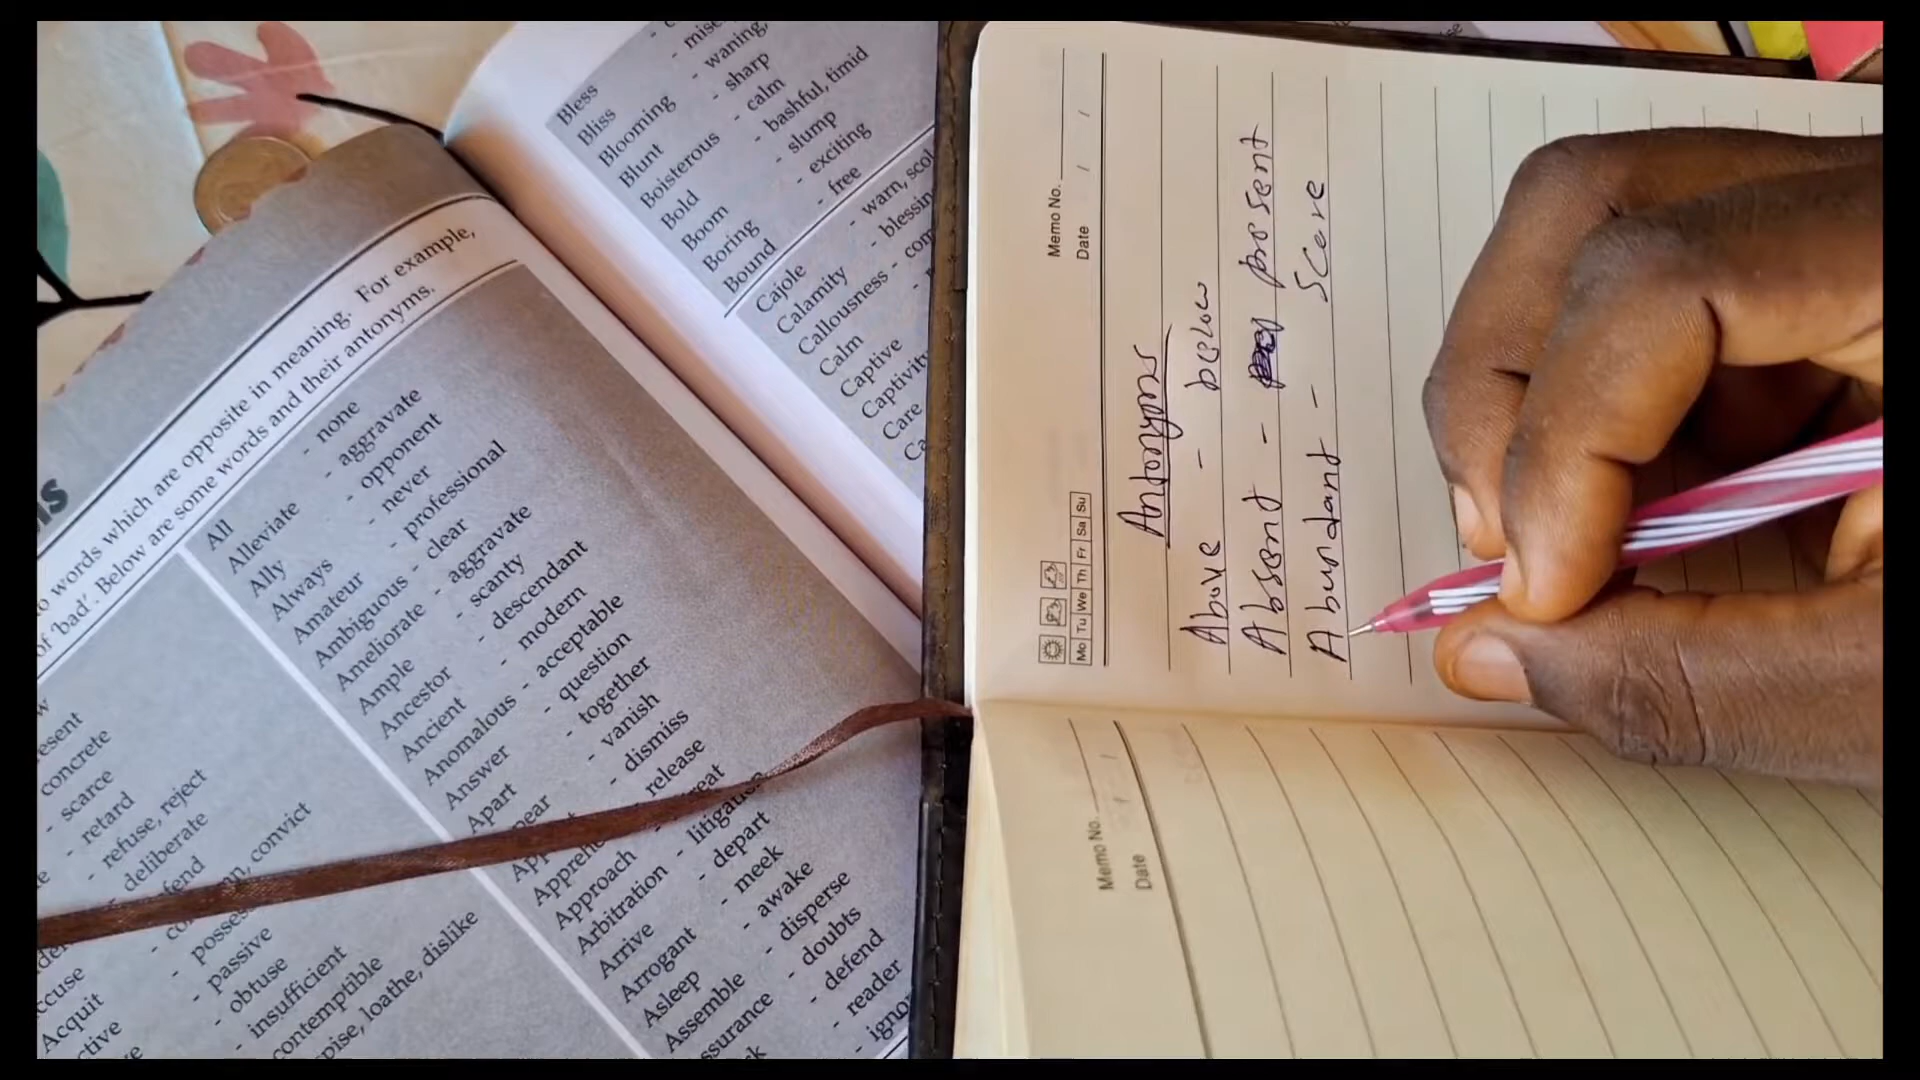 words which are opposite in meaning. For example,
of 'bad'. Below are some words and their antonyms.
concrete
- scarce
- retard
- refuse, reject
- deliberate
Acquit
- passive
- obtuse
- insufficient
contemptible
loathe, dislike
All - none
Alleviate - aggravate
Ally - opponent
Always - never
Amateur - professional
Ambiguous - clear
Ameliorate - aggravate
Ample - scanty
Ancestor - descendant
Ancient - modern
Anomalous - acceptable
Answer - question
Apart - together
- vanish
- dismiss
- release
Approach
Arbitration - litigation
Arrive - depart
Arrogant - meek
Asleep - awake
Assemble - disperse
- doubts
- defend
- reader
Bless
Bliss
Blooming - waning,
Blunt - sharp
Boisterous - calm
Bold - bashful, timid
Boom - slump
Boring - exciting
Bound - free
Cajole - warn,
Calamity - blessing
Callousness -
Calm
Captive
Captivity
Care
Memo No.
Date / /
Mo Tu We Th Fr Sa Su
Antonyms
Above - below
Absent - present
Abundant - Scere
Memo No.
Date